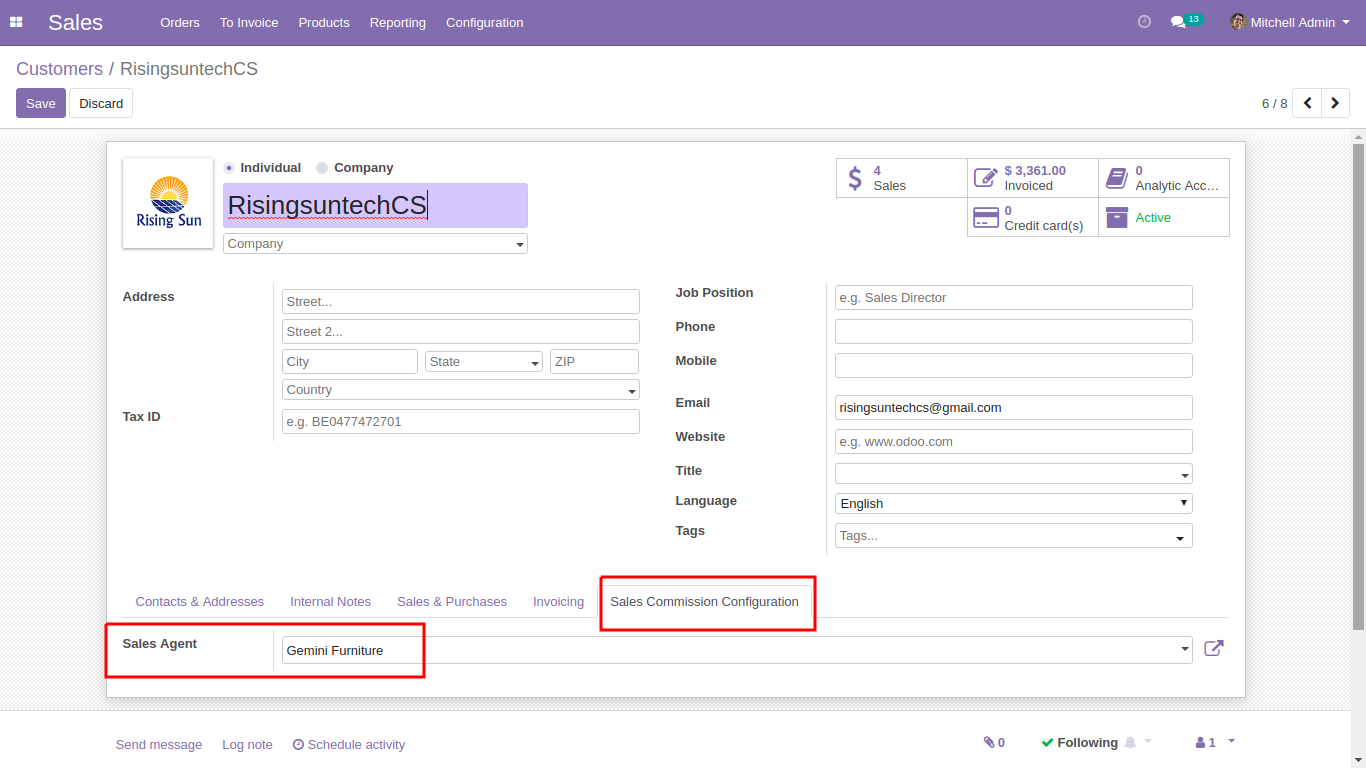 Sales Orders To Invoice Products Reporting Configuration 13 Mitchell Admin
Customers / RisingsuntechCS
Save Discard 6 / 8
Individual Company
RisingsuntechCS
Rising Sun
Company
4
Sales
$ 3,361.00
Invoiced
0
Analytic Acc...
0
Credit card(s)
Active
Address
Street...
Street 2...
City State ZIP
Country
Tax ID e.g. BE0477472701
Job Position e.g. Sales Director
Phone
Mobile
Email risingsuntechcs@gmail.com
Website e.g. www.odoo.com
Title
Language English
Tags Tags...
Contacts & Addresses Internal Notes Sales & Purchases Invoicing Sales Commission Configuration
Sales Agent Gemini Furniture
Send message Log note Schedule activity 0 Following 1